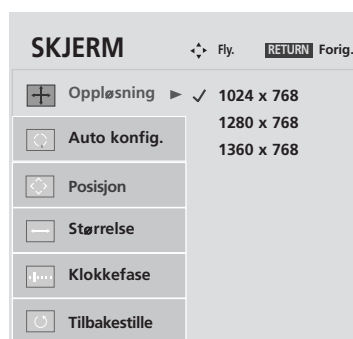 SKJERM Fly. RETURN Forig.
Oppløsning 1024 x 768
1280 x 768
Auto konfig.
1360 x 768
Posisjon
Størrelse
Klokkefase
Tilbakestille